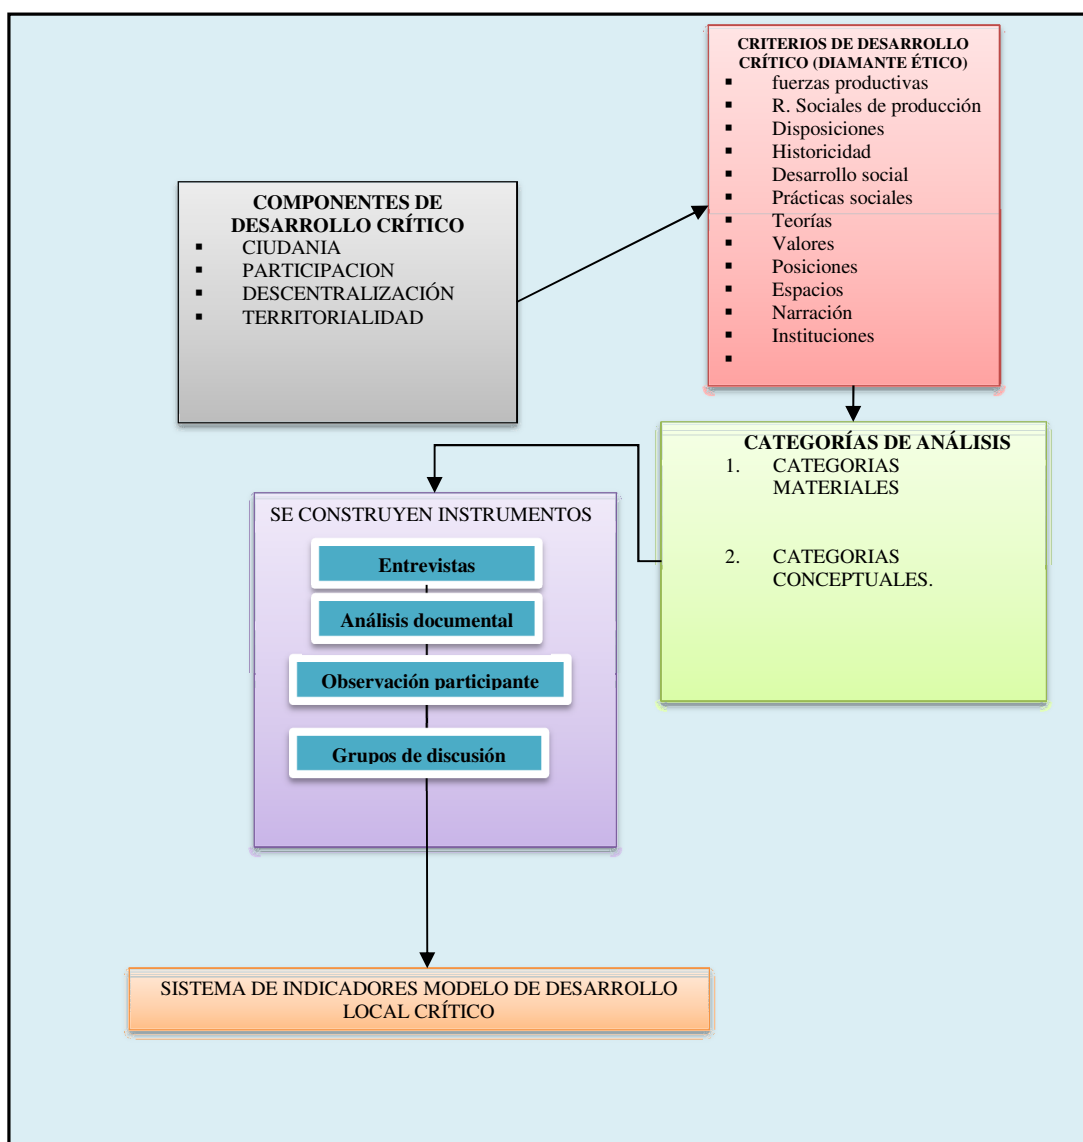 COMPONENTES DE
DESARROLLO CRÍTICO
▪ CIUDANIA
▪ PARTICIPACION
▪ DESCENTRALIZACIÓN
▪ TERRITORIALIDAD
CRITERIOS DE DESARROLLO
CRÍTICO (DIAMANTE ÉTICO)
▪ fuerzas productivas
▪ R. Sociales de producción
▪ Disposiciones
▪ Historicidad
▪ Desarrollo social
▪ Prácticas sociales
▪ Teorías
▪ Valores
▪ Posiciones
▪ Espacios
▪ Narración
▪ Instituciones
▪
CATEGORÍAS DE ANÁLISIS
1. CATEGORIAS
MATERIALES
2. CATEGORIAS
CONCEPTUALES.
SE CONSTRUYEN INSTRUMENTOS
Entrevistas
Análisis documental
Observación participante
Grupos de discusión
SISTEMA DE INDICADORES MODELO DE DESARROLLO
LOCAL CRÍTICO